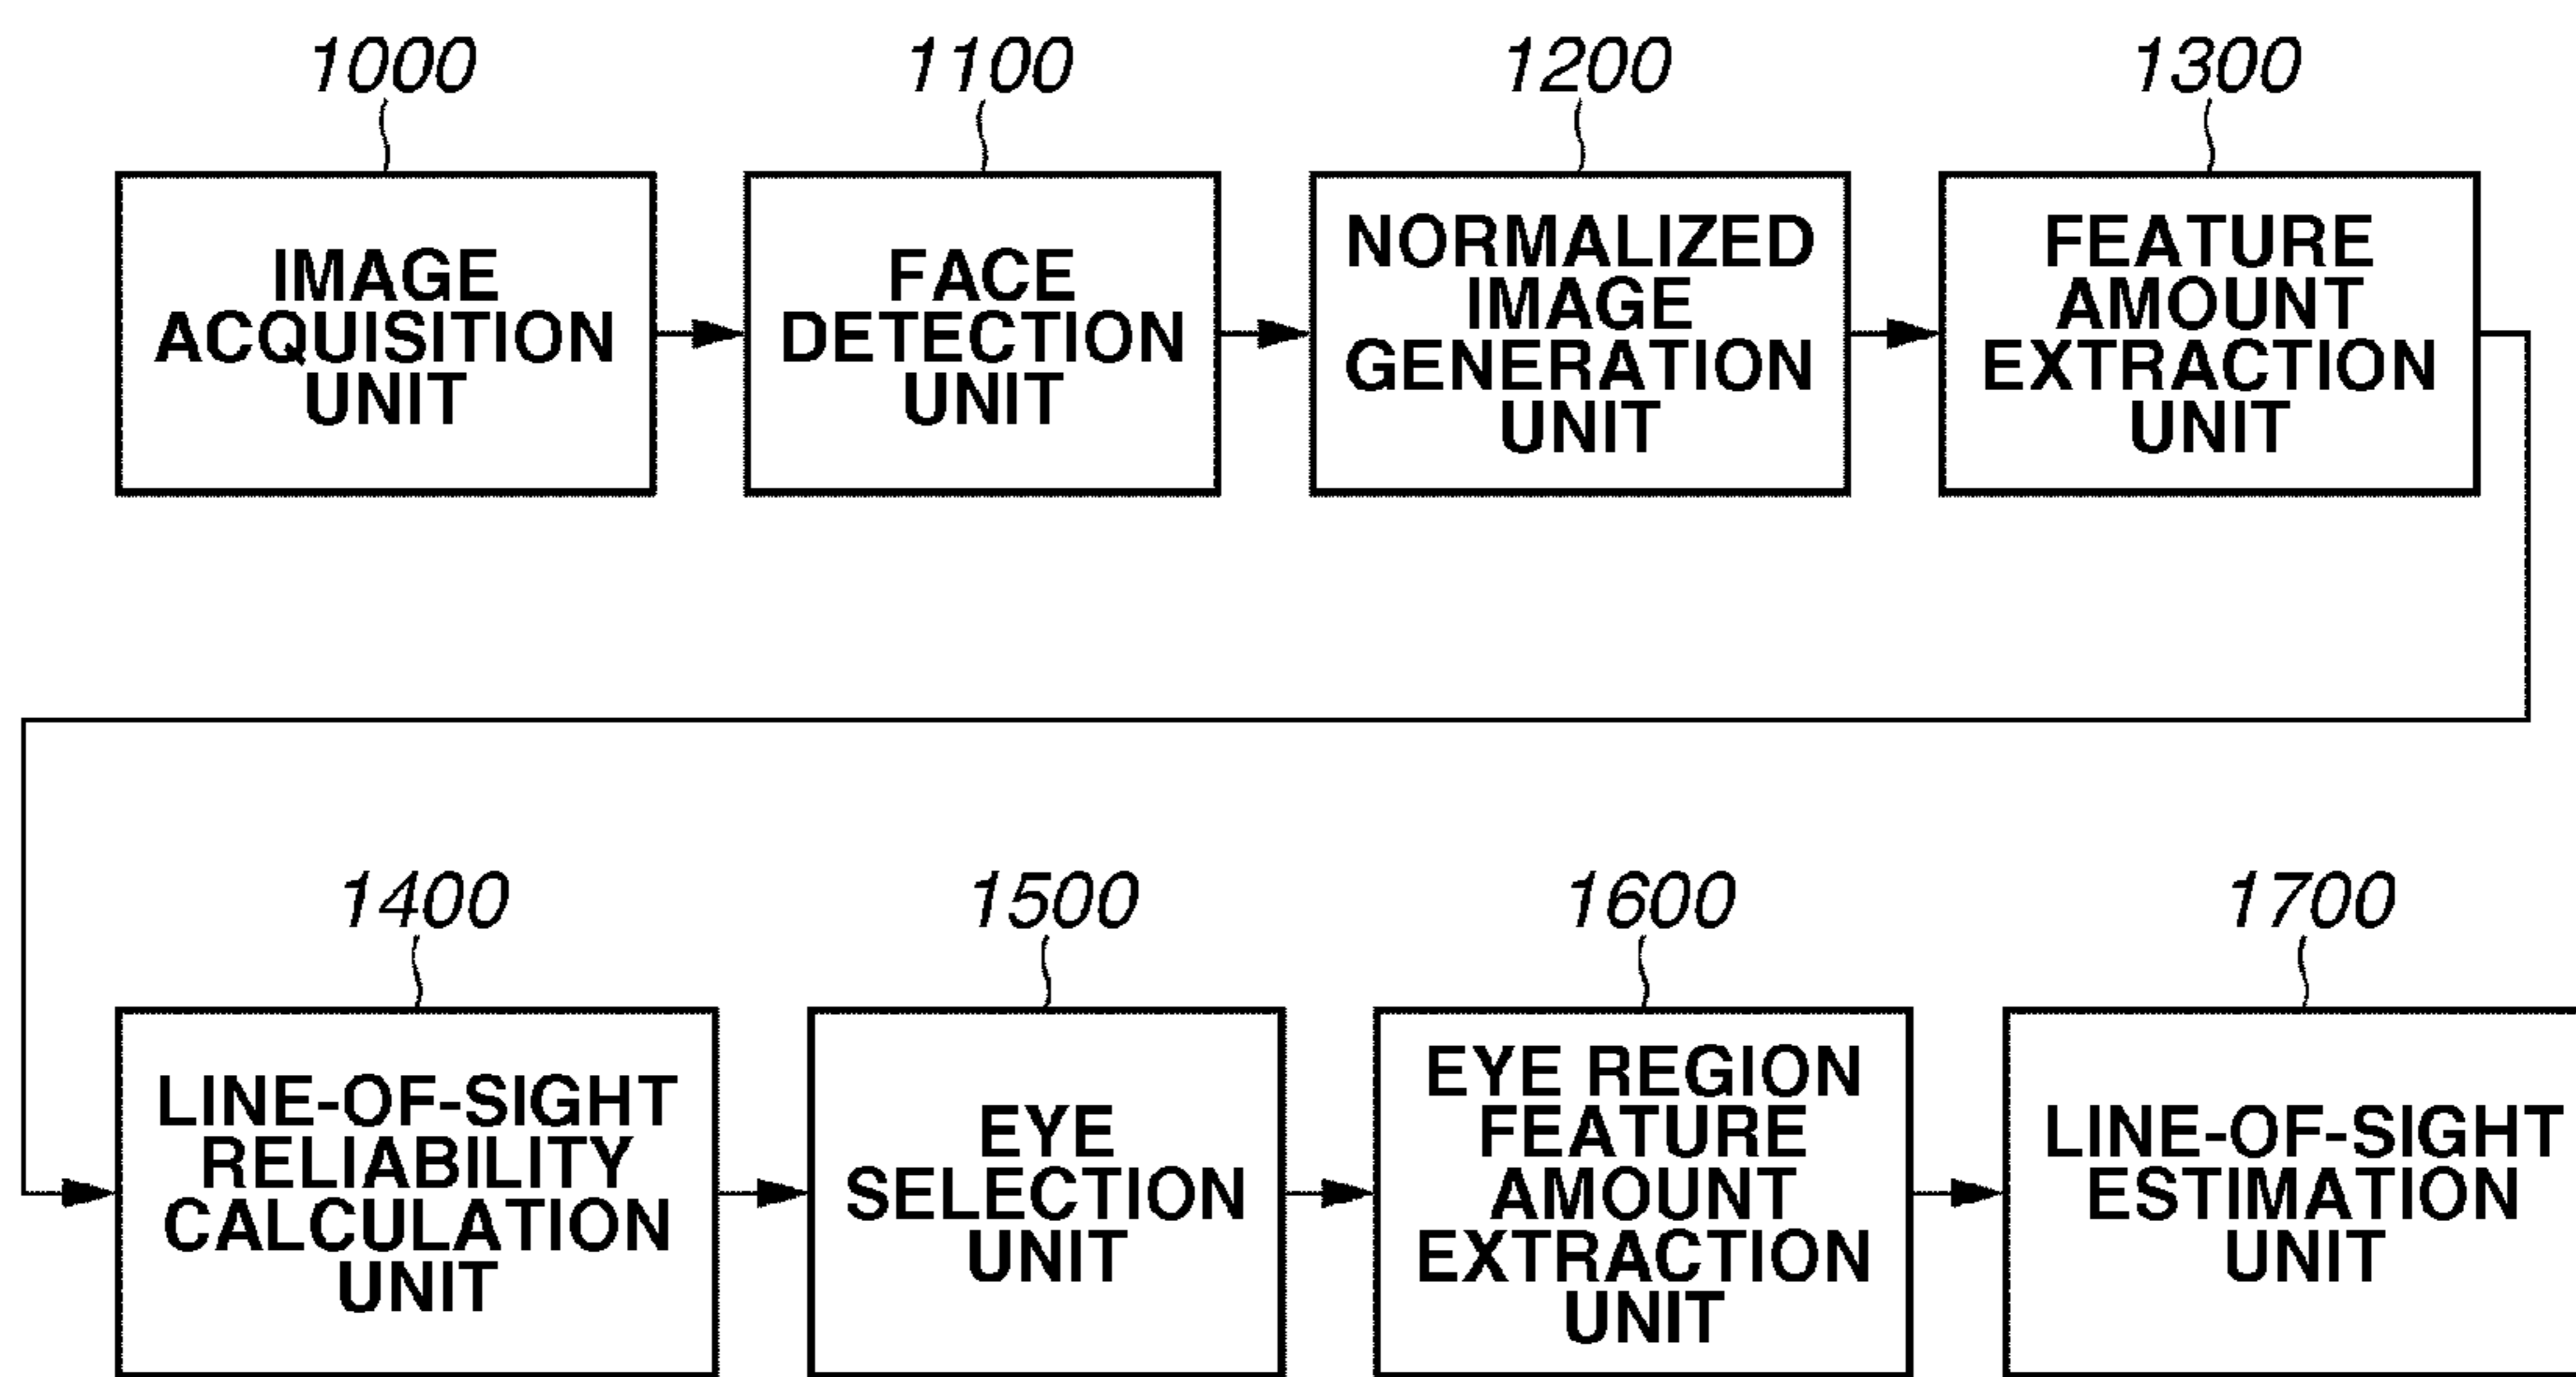 1000
1100
1200
1300
IMAGE
ACQUISITION
UNIT
FACE
DETECTION
UNIT
NORMALIZED
IMAGE
GENERATION
UNIT
FEATURE
AMOUNT
EXTRACTION
UNIT
1400
1500
1600
1700
LINE-OF-SIGHT
RELIABILITY
CALCULATION
UNIT
EYE
SELECTION
UNIT
EYE REGION
FEATURE
AMOUNT
EXTRACTION
UNIT
LINE-OF-SIGHT
ESTIMATION
UNIT